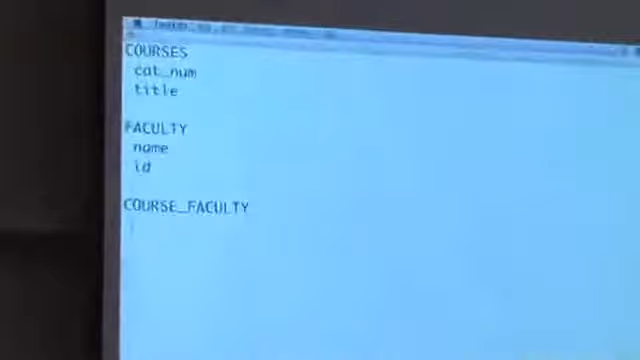 COURSES
cat_num
title
FACULTY
name
id
COURSE_FACULTY